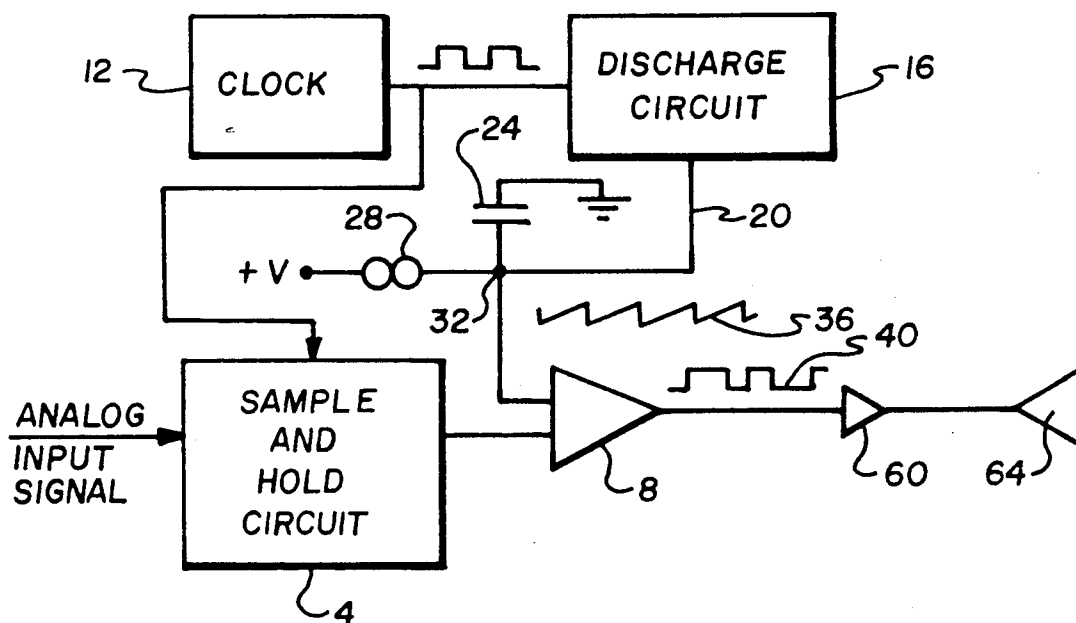 12
CLOCK
DISCHARGE
CIRCUIT
16
24
20
28
+ V
32
36
40
ANALOG
INPUT
SIGNAL
SAMPLE
AND
HOLD
CIRCUIT
8
60
64
4